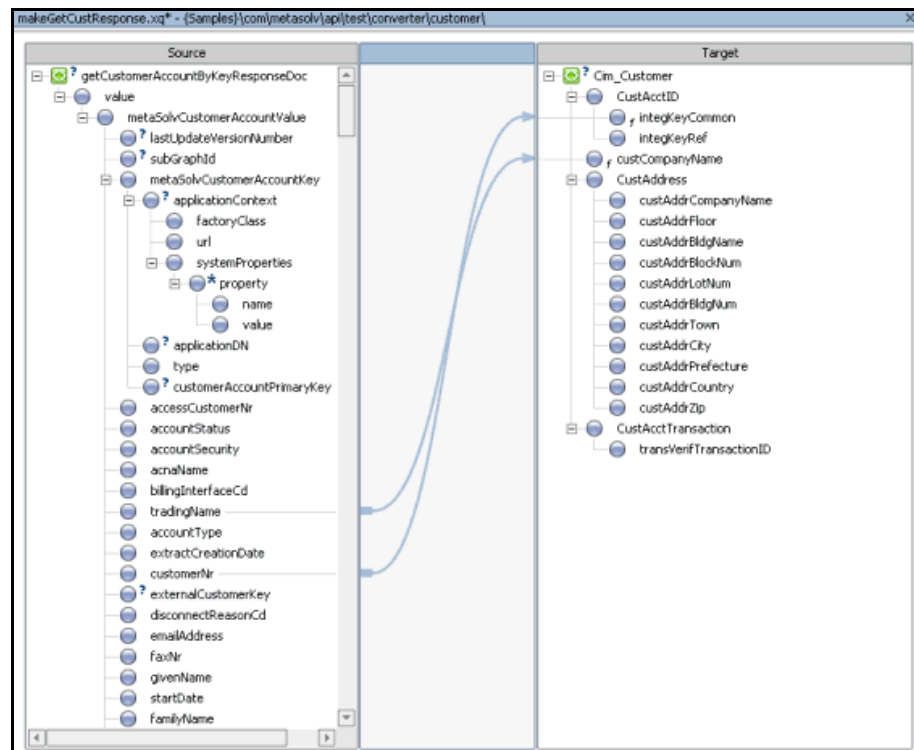 makeGetCustResponse.xq* - {Samples}\com\metasolv\api\test\converter\customer\
Source
getCustomerAccountByKeyResponseDoc
value
metaSolvCustomerAccountValue
lastUpdateVersionNumber
subGraphId
metaSolvCustomerAccountKey
applicationContext
factoryClass
url
systemProperties
property
name
value
applicationDN
type
customerAccountPrimaryKey
accessCustomerNr
accountStatus
accountSecurity
acnaName
billingInterfaceCd
tradingName
accountType
extractCreationDate
customerNr
externalCustomerKey
disconnectReasonCd
emailAddress
faxNr
givenName
startDate
familyName
Target
Cim_Customer
CustAcctID
integKeyCommon
integKeyRef
custCompanyName
CustAddress
custAddrCompanyName
custAddrFloor
custAddrBldgName
custAddrBlockNum
custAddrLotNum
custAddrBldgNum
custAddrTown
custAddrCity
custAddrPrefecture
custAddrCountry
custAddrZip
CustAcctTransaction
transVerifTransactionID